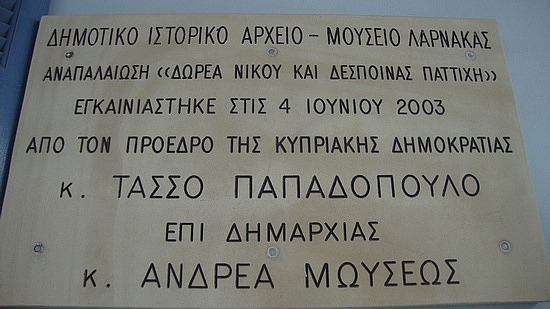 ΔΗΜΟΤΙΚΟ ΙΣΤΟΡΙΚΟ ΑΡΧΕΙΟ – ΜΟΥΣΕΙΟ ΛΑΡΝΑΚΑΣ
ΑΝΑΠΑΛΑΙΩΣΗ «ΔΩΡΕΑ ΝΙΚΟΥ ΚΑΙ ΔΕΣΠΟΙΝΑΣ ΠΑΤΤΙΧΗ»
ΕΓΚΑΙΝΙΑΣΤΗΚΕ ΣΤΙΣ 4 ΙΟΥΝΙΟΥ 2003
ΑΠΟ ΤΟΝ ΠΡΟΕΔΡΟ ΤΗΣ ΚΥΠΡΙΑΚΗΣ ΔΗΜΟΚΡΑΤΙΑΣ
κ. ΤΑΣΣΟ ΠΑΠΑΔΟΠΟΥΛΟ
ΕΠΙ ΔΗΜΑΡΧΙΑΣ
κ. ΑΝΔΡΕΑ ΜΩΥΣΕΩΣ